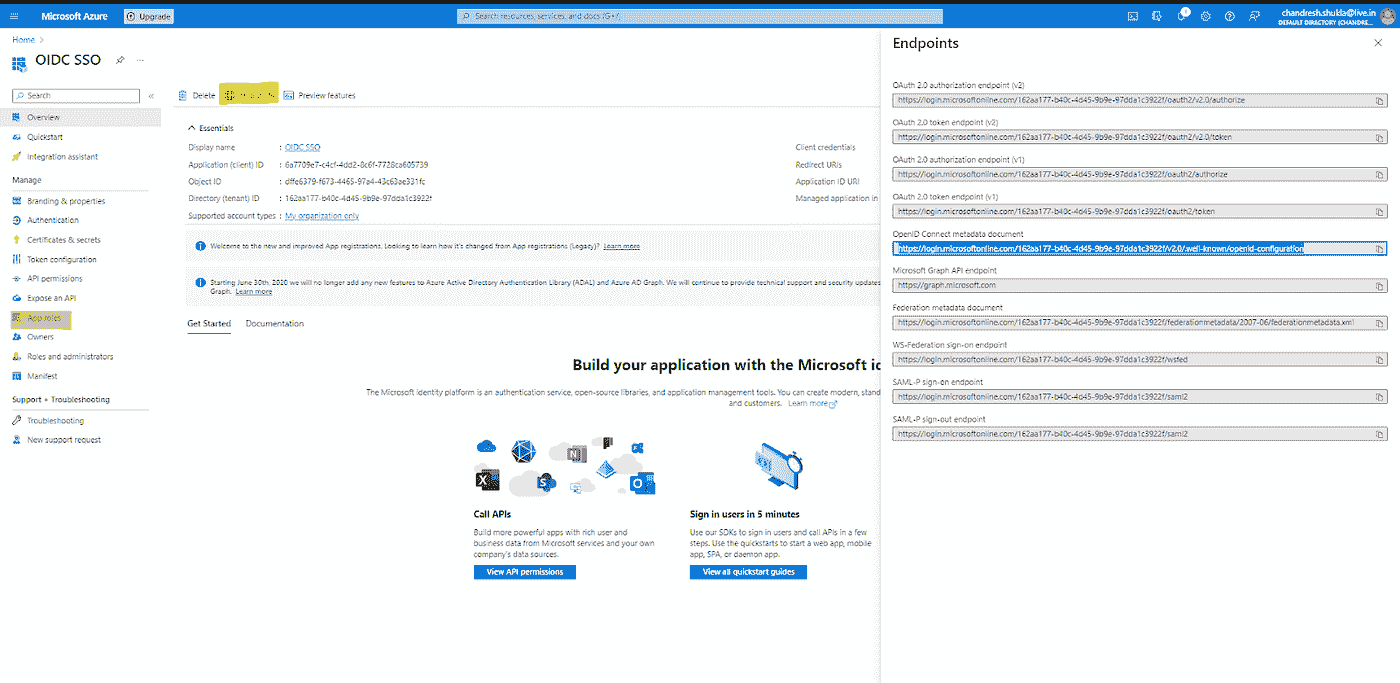 Microsoft Azure
Upgrade
Search resources, services, and docs (G+/)
chandresh.shukla@live.in
DEFAULT DIRECTORY (CHANDRE...
Home >
OIDC SSO
Search
Overview
Quickstart
Integration assistant
Manage
Branding & properties
Authentication
Certificates & secrets
Token configuration
API permissions
Expose an API
App roles
Owners
Roles and administrators
Manifest
Support + Troubleshooting
Troubleshooting
New support request
Delete
Preview features
Essentials
Display name : OIDC SSO
Application (client) ID : 6a7709e7-c4cf-4dd2-8c6f-7728ca605739
Object ID : dffe6379-f673-4465-97a4-43c63ae331fc
Directory (tenant) ID : 162aa177-b40c-4d45-9b9e-97dda1c3922f
Supported account types : My organization only
Client credentials
Redirect URIs
Application ID URI
Managed application in
Welcome to the new and improved App registrations. Looking to learn how it's changed from App registrations (Legacy)? Learn more
Starting June 30th, 2020 we will no longer add any new features to Azure Active Directory Authentication Library (ADAL) and Azure AD Graph. We will continue to provide technical support and security updates
Graph. Learn more
Get Started
Documentation
Build your application with the Microsoft ic
The Microsoft identity platform is an authentication service, open-source libraries, and application management tools. You can create modern, stand
and customers. Learn more
Call APIs
Build more powerful apps with rich user and
business data from Microsoft services and your own
company's data sources.
View API permissions
Sign in users in 5 minutes
Use our SDKs to sign in users and call APIs in a few
steps. Use the quickstarts to start a web app, mobile
app, SPA, or daemon app.
View all quickstart guides
Endpoints
OAuth 2.0 authorization endpoint (v2)
https://login.microsoftonline.com/162aa177-b40c-4d45-9b9e-97dda1c3922f/oauth2/v2.0/authorize
OAuth 2.0 token endpoint (v2)
https://login.microsoftonline.com/162aa177-b40c-4d45-9b9e-97dda1c3922f/oauth2/v2.0/token
OAuth 2.0 authorization endpoint (v1)
https://login.microsoftonline.com/162aa177-b40c-4d45-9b9e-97dda1c3922f/oauth2/authorize
OAuth 2.0 token endpoint (v1)
https://login.microsoftonline.com/162aa177-b40c-4d45-9b9e-97dda1c3922f/oauth2/token
OpenID Connect metadata document
https://login.microsoftonline.com/162aa177-b40c-4d45-9b9e-97dda1c3922f/v2.0/.well-known/openid-configuration
Microsoft Graph API endpoint
https://graph.microsoft.com
Federation metadata document
https://login.microsoftonline.com/162aa177-b40c-4d45-9b9e-97dda1c3922f/federationmetadata/2007-06/federationmetadata.xml
WS-Federation sign-on endpoint
https://login.microsoftonline.com/162aa177-b40c-4d45-9b9e-97dda1c3922f/wsfed
SAML-P sign-on endpoint
https://login.microsoftonline.com/162aa177-b40c-4d45-9b9e-97dda1c3922f/saml2
SAML-P sign-out endpoint
https://login.microsoftonline.com/162aa177-b40c-4d45-9b9e-97dda1c3922f/saml2